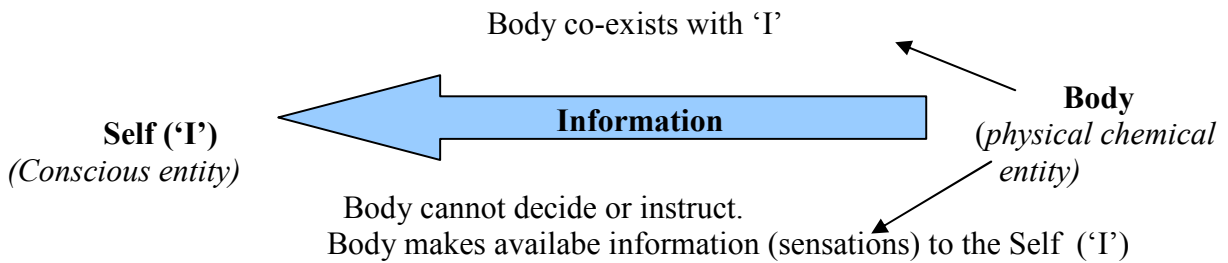 Body co-exists with ‘I’
Body
Information
Self (‘I’)
(physical chemical
(Conscious entity)
entity)
Body cannot decide or instruct.
Body makes availabe information (sensations) to the Self (‘I’)